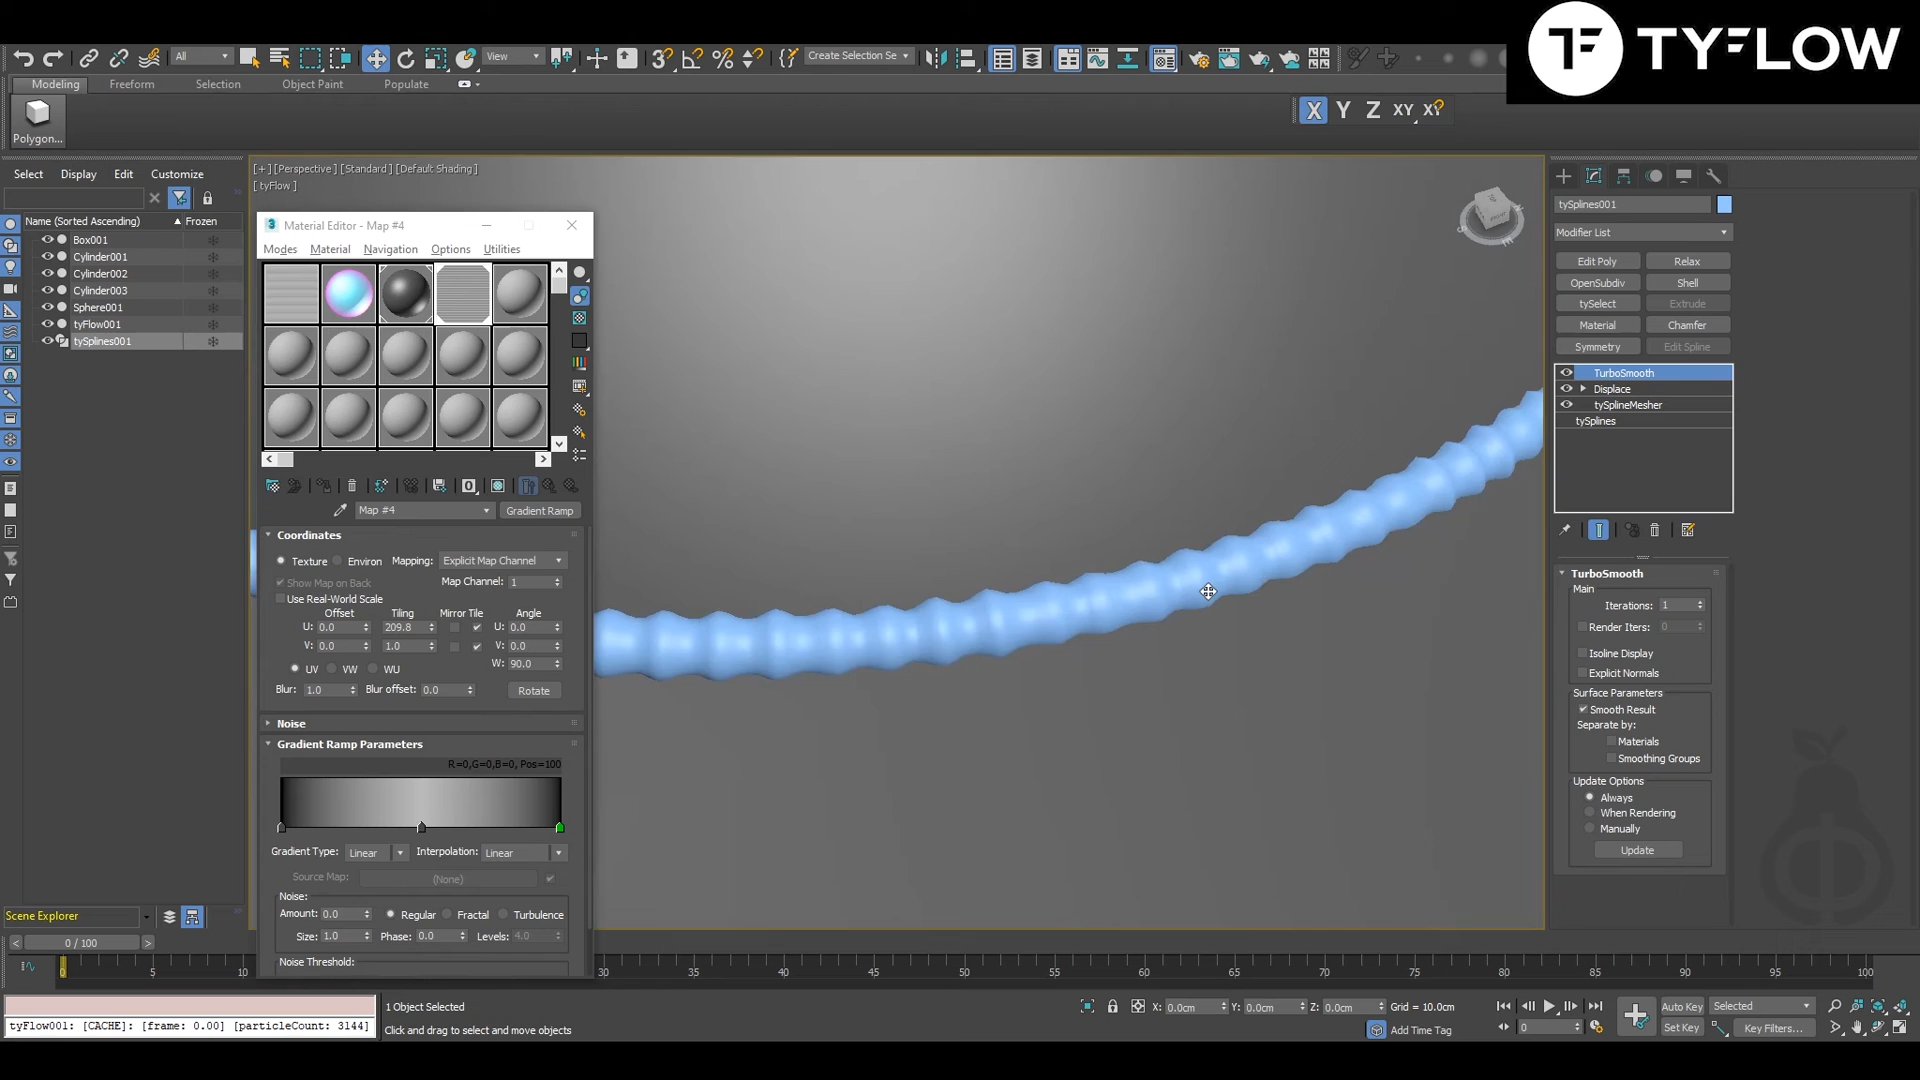 TYFLOW
All
View
Create Selection Se
Modeling
Freeform
Selection
Object Paint
Populate
X Y Z XY XY
Polygon...
Select Display Edit Customize
[+] [Perspective] [Standard] [Default Shading]
[ tyFlow ]
Name (Sorted Ascending)
Frozen
Box001
Cylinder001
Cylinder002
Cylinder003
Sphere001
tyFlow001
tySplines001
Material Editor - Map #4
Modes Material Navigation Options Utilities
Map #4
Gradient Ramp
Coordinates
Texture Environ Mapping: Explicit Map Channel
Show Map on Back Map Channel: 1
Use Real-World Scale
Offset Tiling Mirror Tile Angle
U: 0.0 209.8 U: 0.0
V: 0.0 1.0 V: 0.0
UV VW WU W: 90.0
Blur: 1.0 Blur offset: 0.0 Rotate
Noise
Gradient Ramp Parameters
R=0,G=0,B=0, Pos=100
Gradient Type: Linear Interpolation: Linear
Source Map: (None)
Noise:
Amount: 0.0 Regular Fractal Turbulence
Size: 1.0 Phase: 0.0 Levels: 4.0
Noise Threshold:
tySplines001
Modifier List
Edit Poly Relax
OpenSubdiv Shell
tySelect Extrude
Material Chamfer
Symmetry Edit Spline
TurboSmooth
Displace
tySplineMesher
tySplines
TurboSmooth
Main
Iterations: 1
Render Iters: 0
Isoline Display
Explicit Normals
Surface Parameters
Smooth Result
Separate by:
Materials
Smoothing Groups
Update Options
Always
When Rendering
Manually
Update
Scene Explorer
0 / 100
0 5 10 30 35 40 45 50 55 60 65 70 75 80 85 90 95 100
1 Object Selected
X: 0.0cm Y: 0.0cm Z: 0.0cm Grid = 10.0cm
Auto Key Selected
tyFlow001: [CACHE]: [frame: 0.00] [particleCount: 3144]
Click and drag to select and move objects
Add Time Tag
0
Set Key
Key Filters...